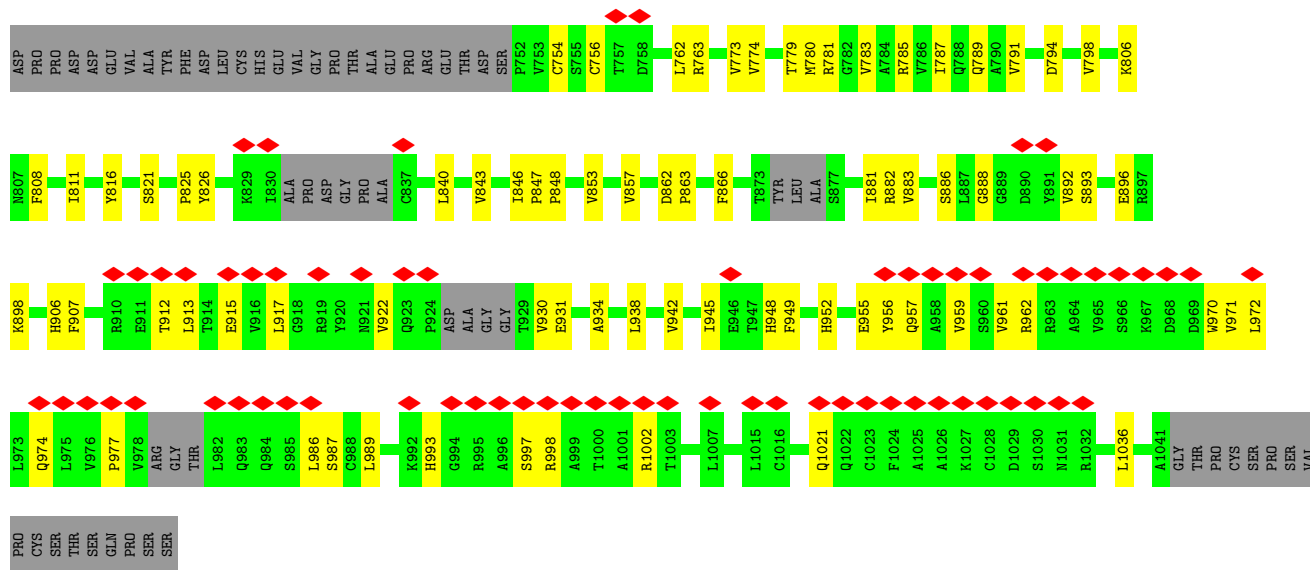 ASP PRO PRO ASP ASP GLU VAL ALA TYR PHE ASP LEU CYS HIS GLU VAL GLY PRO THR ALA GLU PRO ARG GLU THR ASP SER P752 V753 C754 S755 C756 T757 D758 L762 R763 V773 V774 T779 M780 R781 G782 V783 A784 R785 V786 I787 Q788 Q789 A790 V791 D794 V798 K806
N807 F808 I811 Y816 S821 P825 Y826 K829 I830 ALA PRO ASP GLY PRO ALA C837 L840 V843 I846 P847 P848 V853 V857 D862 P863 F866 T873 TYR LEU ALA S877 I881 R882 V883 S886 L887 G888 G889 D890 Y891 V892 S893 E896 R897
K898 H906 F907 R910 E911 T912 L913 T914 E915 V916 L917 G918 R919 Y920 N921 V922 Q923 P924 ASP ALA GLY GLY T929 V930 E931 A934 L938 V942 I945 E946 T947 H948 F949 H952 E955 Y956 Q957 A958 V959 S960 V961 R962 R963 A964 V965 S966 K967 D968 D969 W970 V971 L972
L973 Q974 L975 V976 P977 V978 ARG GLY THR L982 Q983 Q984 S985 L986 S987 C988 L989 K992 H993 G994 R995 A996 S997 R998 A999 T1000 A1001 R1002 T1003 L1007 L1015 C1016 Q1021 Q1022 C1023 F1024 A1025 A1026 K1027 C1028 D1029 S1030 N1031 R1032 L1036 A1041 GLY THR PRO CYS SER PRO SER VAL
PRO CYS SER THR SER GLN PRO SER SER